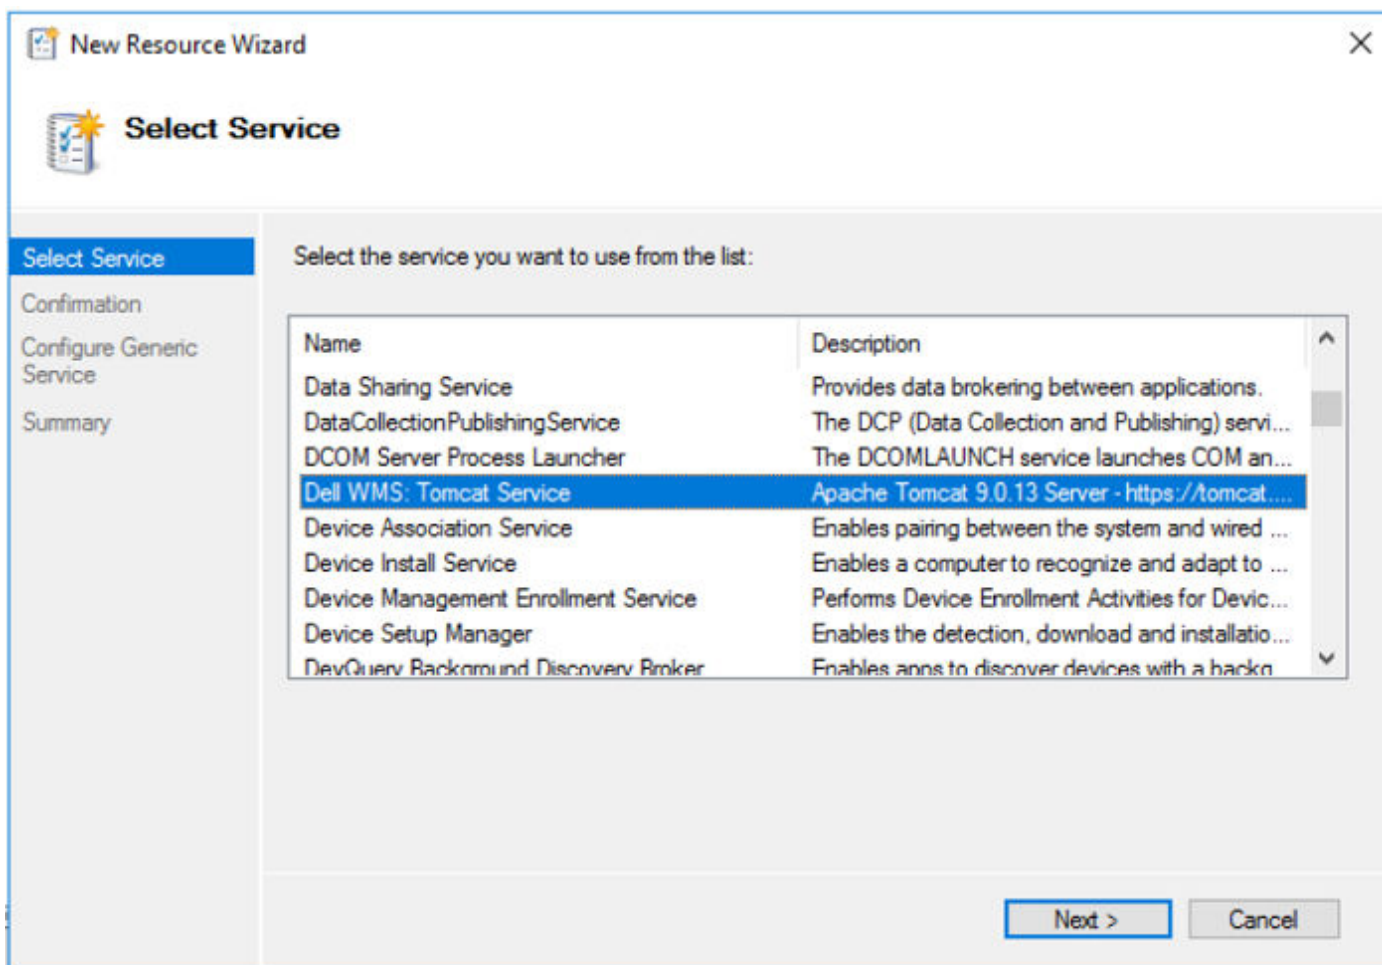 New Resource Wizard
Select Service
Select Service
Confirmation
Configure Generic
Service
Summary
Select the service you want to use from the list:
Name Description
Data Sharing Service Provides data brokering between applications.
DataCollectionPublishingService The DCP (Data Collection and Publishing) servi...
DCOM Server Process Launcher The DCOMLAUNCH service launches COM an...
Dell WMS: Tomcat Service Apache Tomcat 9.0.13 Server - https://tomcat....
Device Association Service Enables pairing between the system and wired ...
Device Install Service Enables a computer to recognize and adapt to ...
Device Management Enrollment Service Performs Device Enrollment Activities for Devic...
Device Setup Manager Enables the detection, download and installatio...
DevQuery Background Discovery Broker Enables apps to discover devices with a backg
Next > Cancel